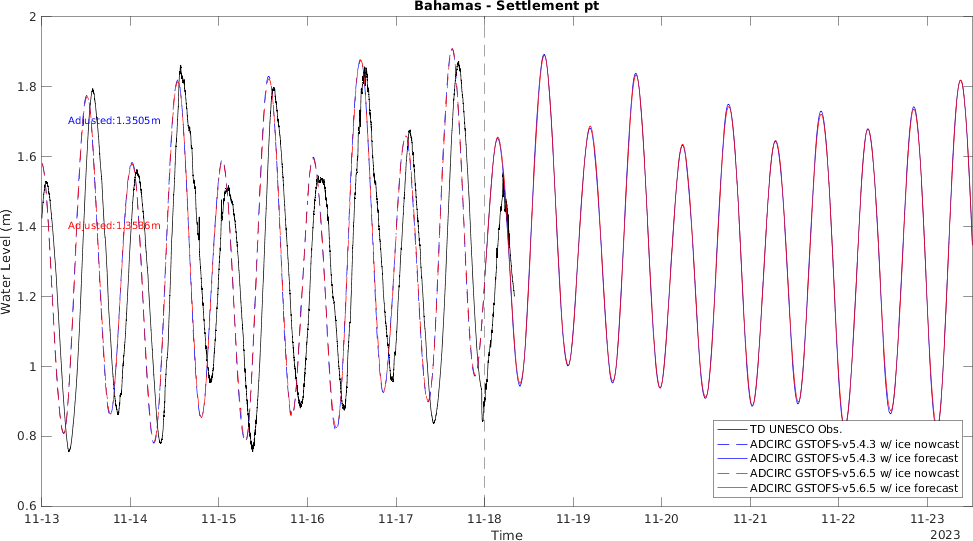 Bahamas - Settlement pt
2
1.8
1.6
1.4
1.2
1
0.8
0.6
Water Level (m)
Adjusted:1.3505m
Adjusted:1.3586m
11-13
11-14
11-15
11-16
11-17
11-18
11-19
11-20
11-21
11-22
11-23
Time
2023
TD UNESCO Obs.
ADCIRC GSTOFS-v5.4.3 w/ ice nowcast
ADCIRC GSTOFS-v5.4.3 w/ ice forecast
ADCIRC GSTOFS-v5.6.5 w/ ice nowcast
ADCIRC GSTOFS-v5.6.5 w/ ice forecast